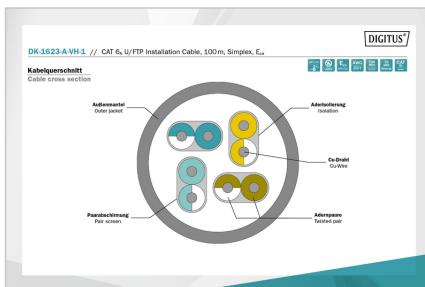 DIGITUS®
DK-1623-A-VH-1 // CAT 6A U/FTP Installation Cable, 100 m, Simplex, Eca
Kabelquerschnitt
Cable cross section
Außenmantel
Outer jacket
Aderisolierung
Isolation
Cu-Draht
Cu-Wire
Paarabschirmung
Pair screen
Adernpaare
Twisted pair